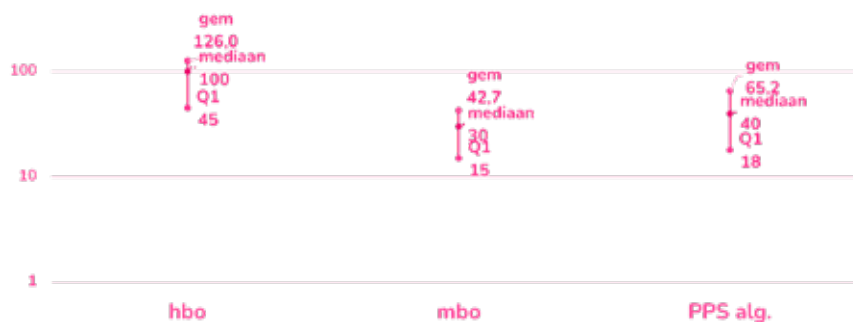 gem
126,0
mediaan
100
Q1
45
gem
42,7
mediaan
30
Q1
15
gem
65,2
mediaan
40
Q1
18
100
10
1
hbo
mbo
PPS alg.